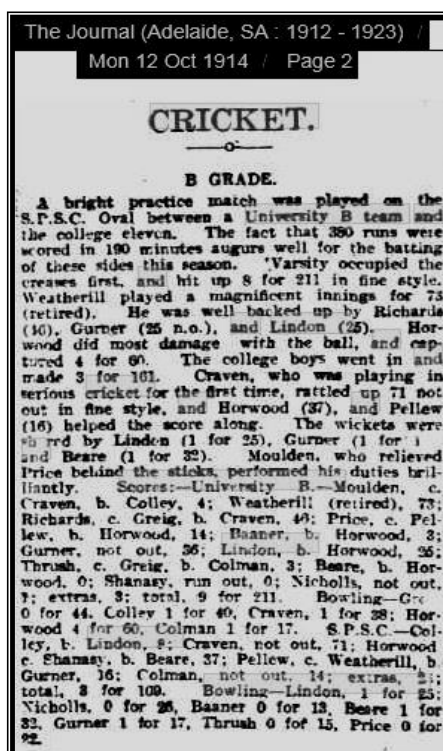 The Journal (Adelaide, SA : 1912 - 1923) /
Mon 12 Oct 1914 / Page 2
CRICKET.
B GRADE.
A bright practice match was played on the
S.P.S.C. Oval between a University B team and
the college eleven. The fact that 380 runs were
scored in 190 minutes augurs well for the batting
of these sides this season. 'Varsity occupied the
creases first, and hit up 8 for 211 in fine style.
Weatherill played a magnificent innings for 73
(retired). He was well backed up by Richards
(46), Gurner (25 n.o.), and Lindon (25). Hor-
wood did most damage with the ball, and cap-
tured 4 for 60. The college boys went in and
made 3 for 161. Craven, who was playing in
serious cricket for the first time, rattled up 71 not
out in fine style, and Horwood (37), and Pellew
(16) helped the score along. The wickets were
shared by Lindon (1 for 25), Gurner (1 for
and Beare (1 for 32). Moulden, who relieved
Price behind the sticks, performed his duties bril-
liantly. Scores:—University B.—Moulden, c.
Craven, b. Colley, 4; Weatherill (retired), 73;
Richards, c. Greig, b. Craven, 46; Price, c. Pel-
lew, b. Horwood, 14; Baaner, b. Horwood, 3;
Gurner, not out, 36; Lindon, b. Horwood, 25;
Thrush, c. Greig, b. Colman, 3; Beare, b. Hor-
wood, 0; Shanasy, run out, 0; Nicholls, not out,
extras, 3; total, 9 for 211. Bowling—
0 for 44, Colley 1 for 40, Craven, 1 for 38; Hor-
wood 4 for 60, Colman 1 for 17. S.P.S.C.—Col-
ley, b. Lindon, Craven, not out, 71; Horwood
c. Shanasy, b. Beare, 37; Pellew, c. Weatherill, b.
Gurner, 16; Colman, not out, 14; extras,
total, 3 for 169. Bowling—Lindon, 1 for 25;
Nicholls, 0 for 26, Baaner 0 for 13, Beare 1 for
32, Gurner 1 for 17, Thrush 0 fof 15, Price 0 for
22.